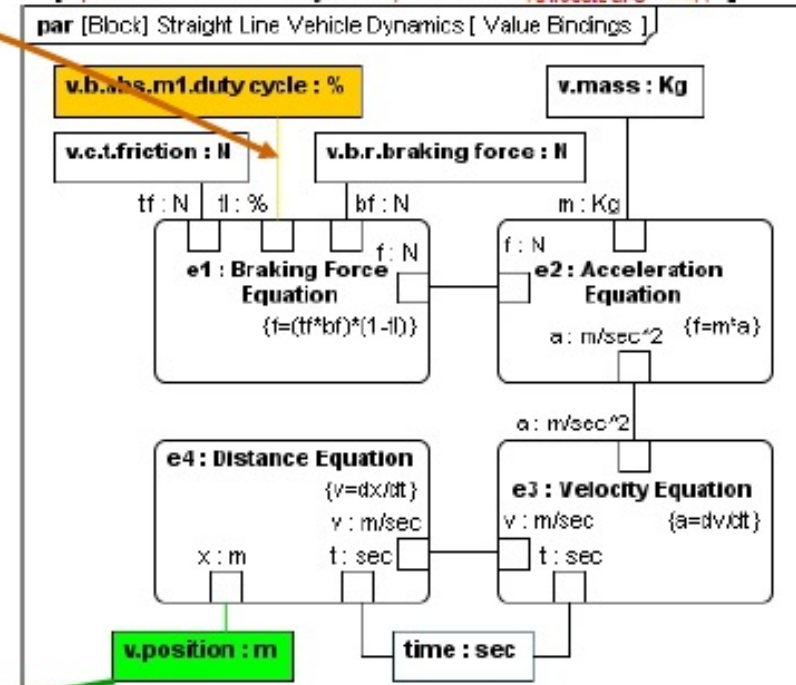 par [Block] Straight Line Vehicle Dynamics [ Value Bindings ]
v.b.abs.m1.duty cycle : %
v.mass : Kg
v.c.t.friction : N
v.b.r.braking force : N
tf : N
tl : %
bf : N
m : Kg
f : N
e1 : Braking Force
Equation
{f=(tf*bf)*(1-tl)}
f : N
e2 : Acceleration
Equation
a : m/sec^2
{f=m*a}
a : m/sec^2
e4 : Distance Equation
{v=dx/dt}
v : m/sec
x : m
t : sec
e3 : Velocity Equation
v : m/sec
{a=dv/dt}
t : sec
v.position : m
time : sec